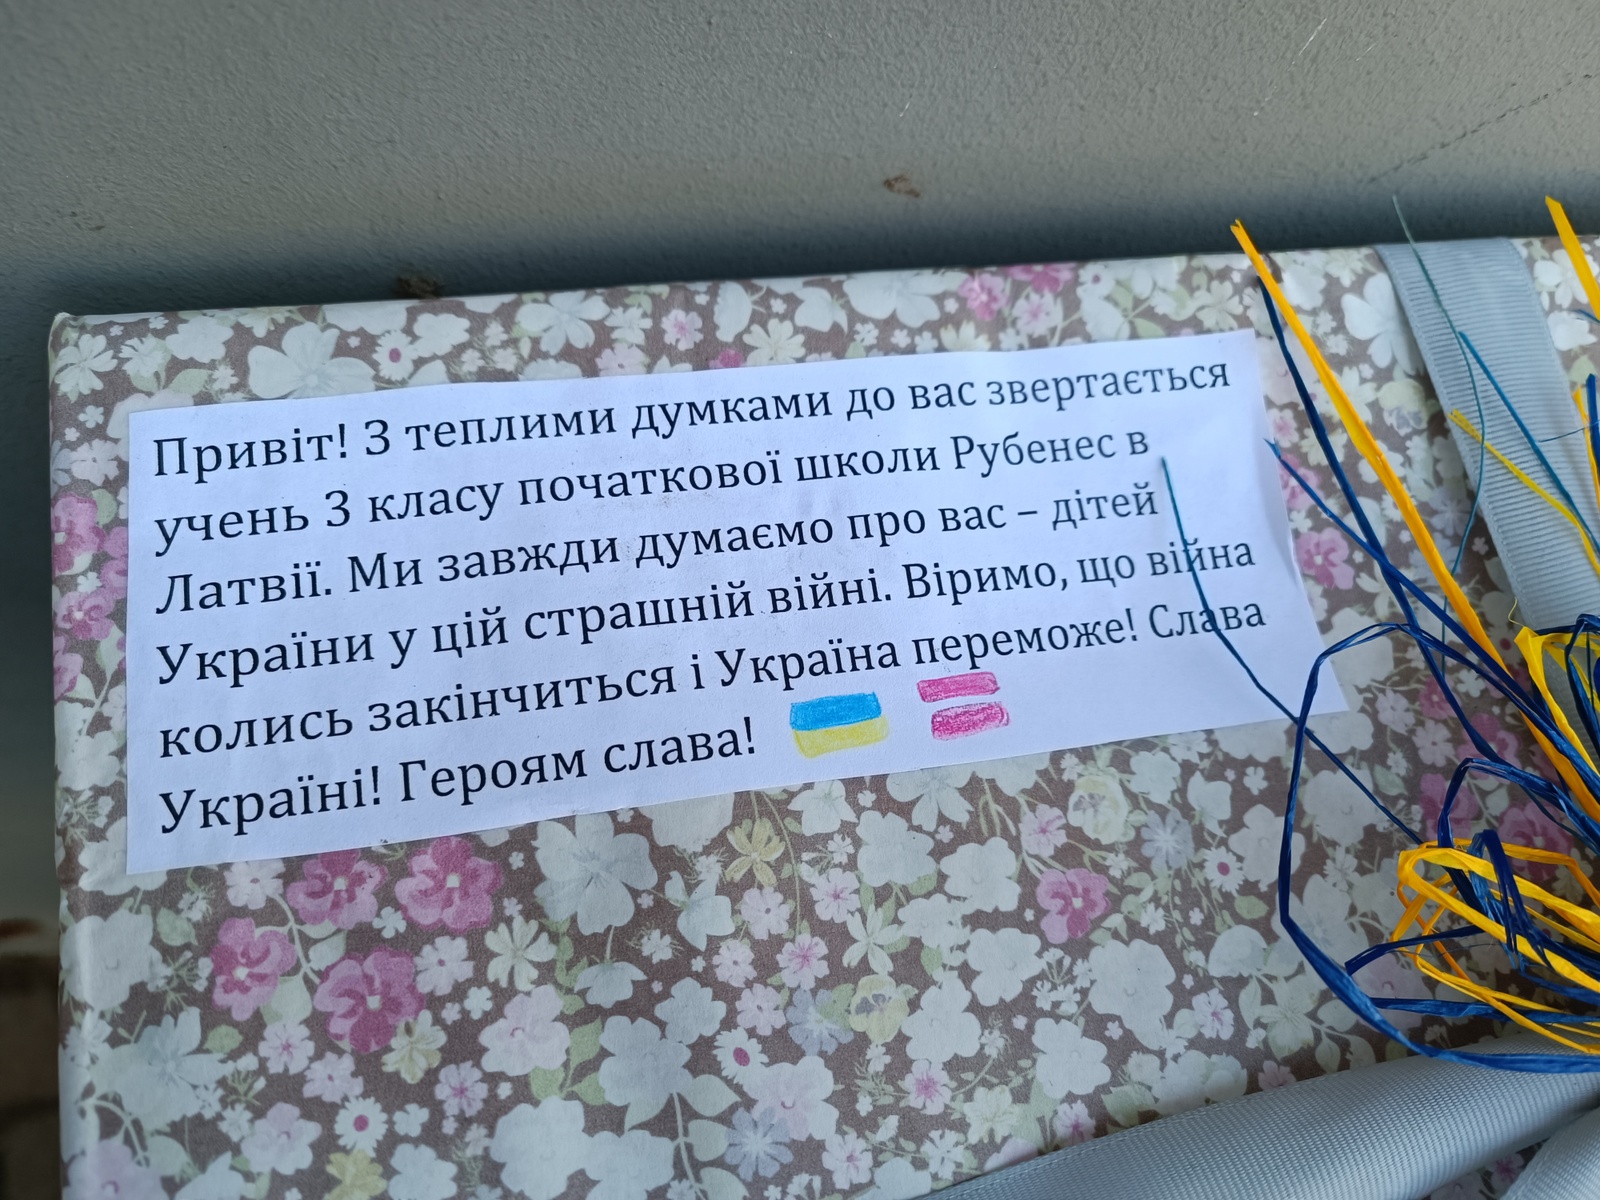 Привіт! З теплими думками до вас звертається
учень 3 класу початкової школи Рубенес в
Латвії. Ми завжди думаємо про вас – дітей
України у цій страшній війні. Віримо, що війна
колись закінчиться і Україна переможе! Слава
Україні! Героям слава!